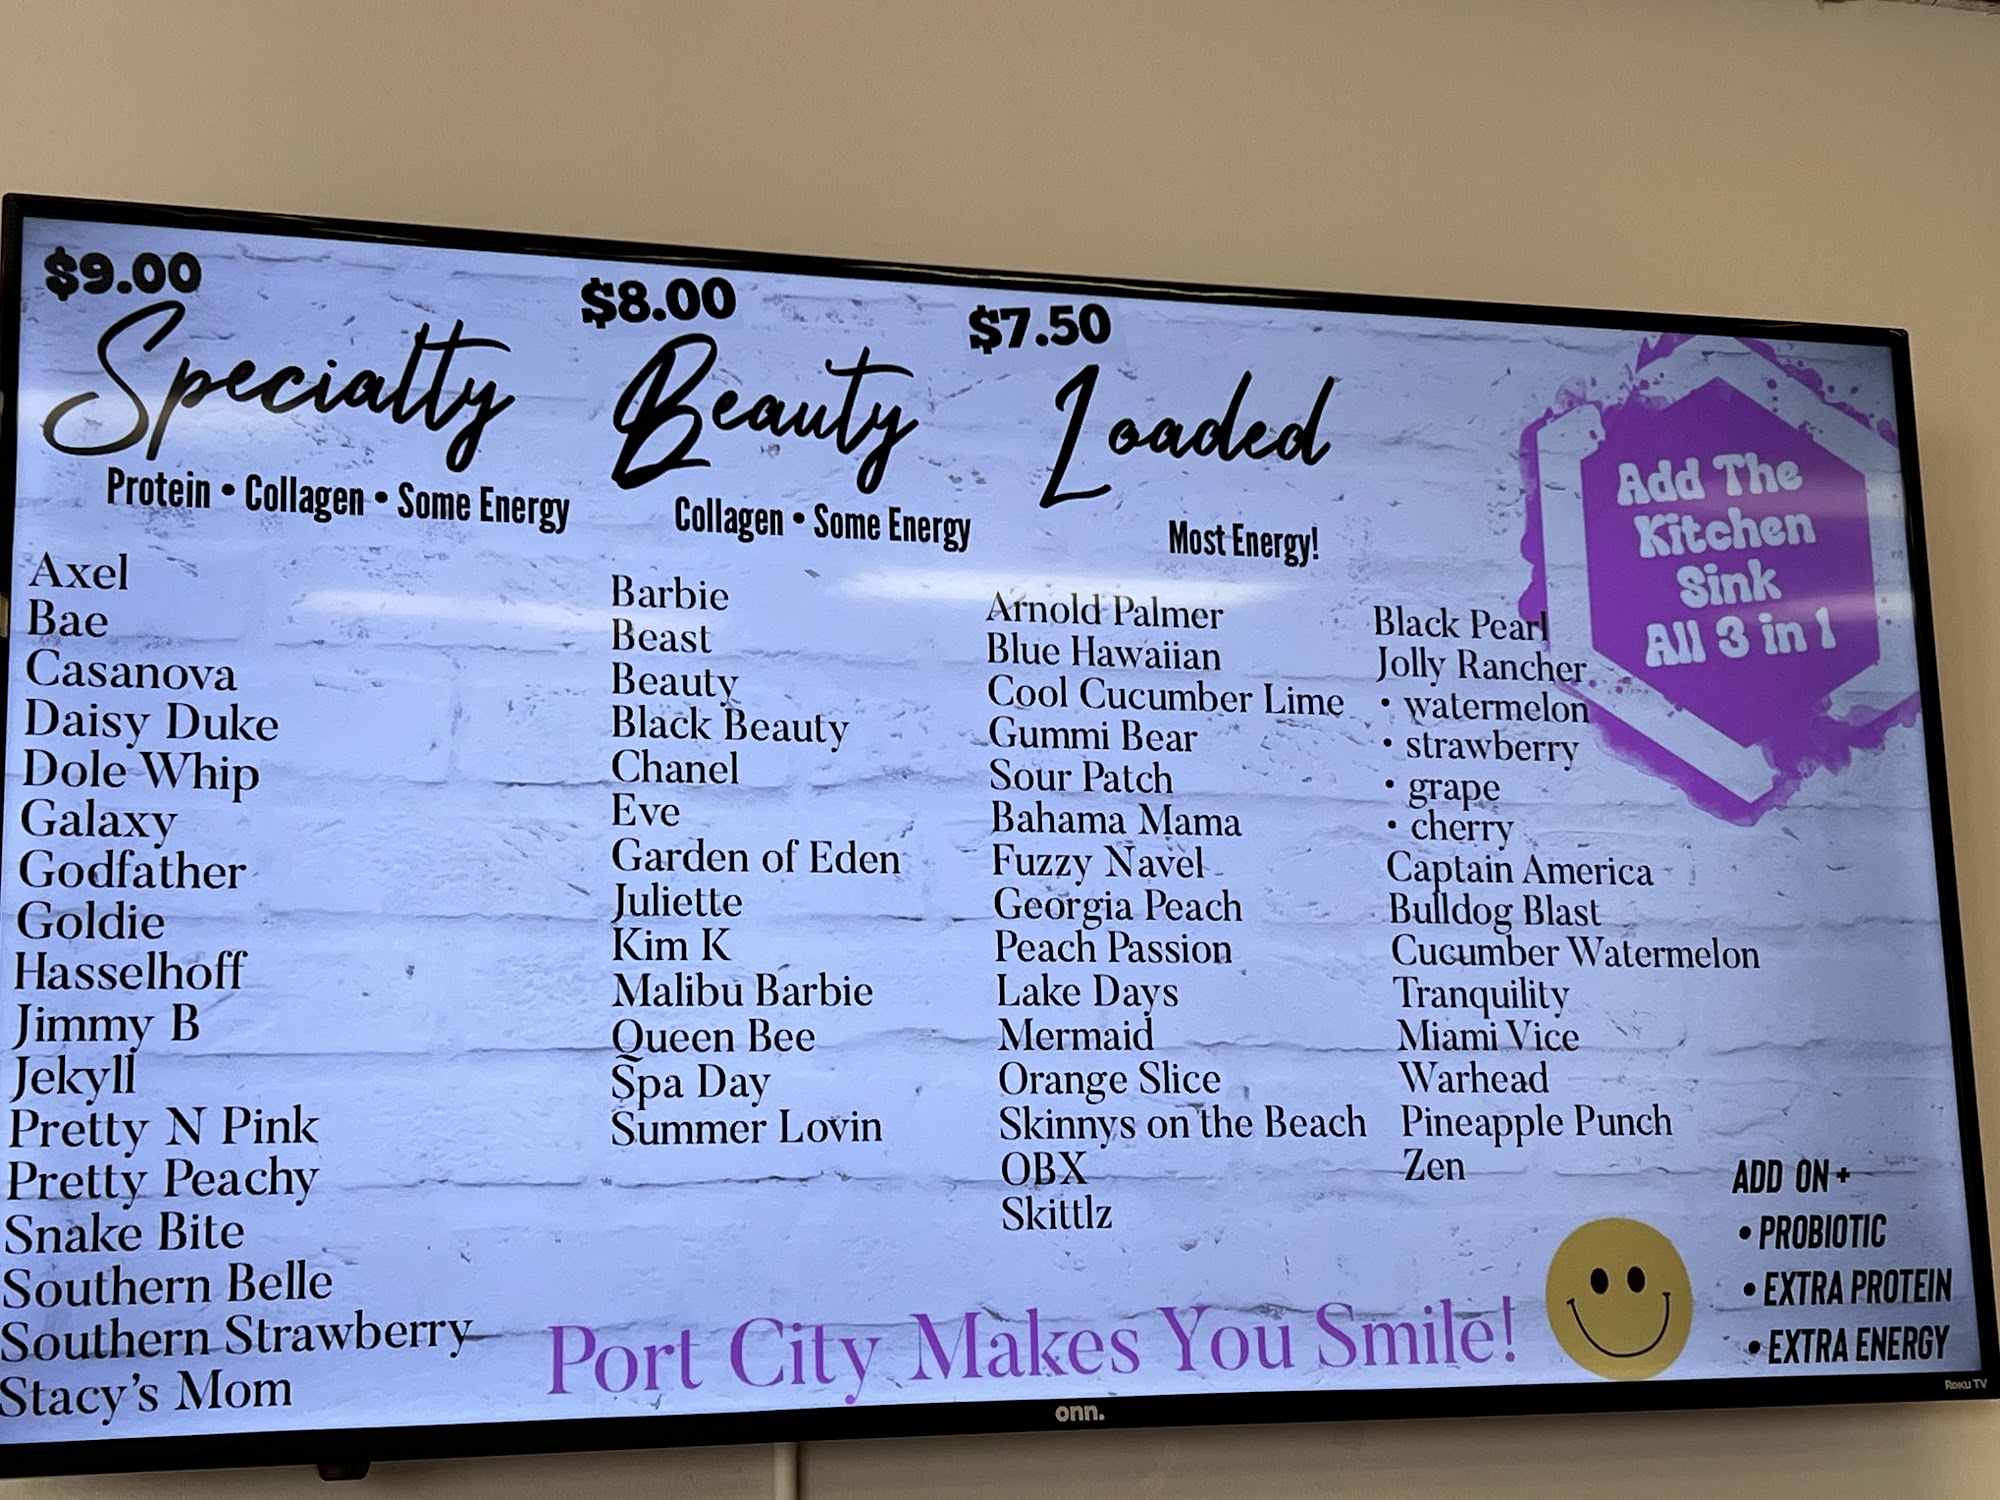 $9.00
Specialty
Protein • Collagen • Some Energy
Axel
Bae
Casanova
Daisy Duke
Dole Whip
Galaxy
Godfather
Goldie
Hasselhoff
Jimmy B
Jekyll
Pretty N Pink
Pretty Peachy
Snake Bite
Southern Belle
Southern Strawberry
Stacy's Mom
$8.00
Beauty
Collagen • Some Energy
Barbie
Beast
Beauty
Black Beauty
Chanel
Eve
Garden of Eden
Juliette
Kim K
Malibu Barbie
Queen Bee
Spa Day
Summer Lovin
$7.50
Loaded
Most Energy!
Arnold Palmer
Blue Hawaiian
Cool Cucumber Lime
Gummi Bear
Sour Patch
Bahama Mama
Fuzzy Navel
Georgia Peach
Peach Passion
Lake Days
Mermaid
Orange Slice
Skinnys on the Beach
OBX
Skittlz
Black Pearl
Jolly Rancher
• watermelon
• strawberry
• grape
• cherry
Captain America
Bulldog Blast
Cucumber Watermelon
Tranquility
Miami Vice
Warhead
Pineapple Punch
Zen
Add The
Kitchen
Sink
All 3 in 1
ADD ON+
• PROBIOTIC
• EXTRA PROTEIN
• EXTRA ENERGY
Port City Makes You Smile!
onn.
Roku TV